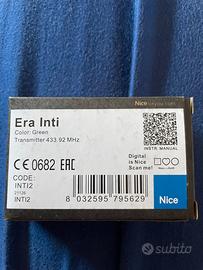 Era Inti
Color: Green
Transmitter 433.92 MHz
Nice
INSTR. MANUAL
Digital
is Nice
Scan me!
CE 0682 EAC
CODE:
INTI2
21126
INTI2
8 032595 795629
Nice
subito